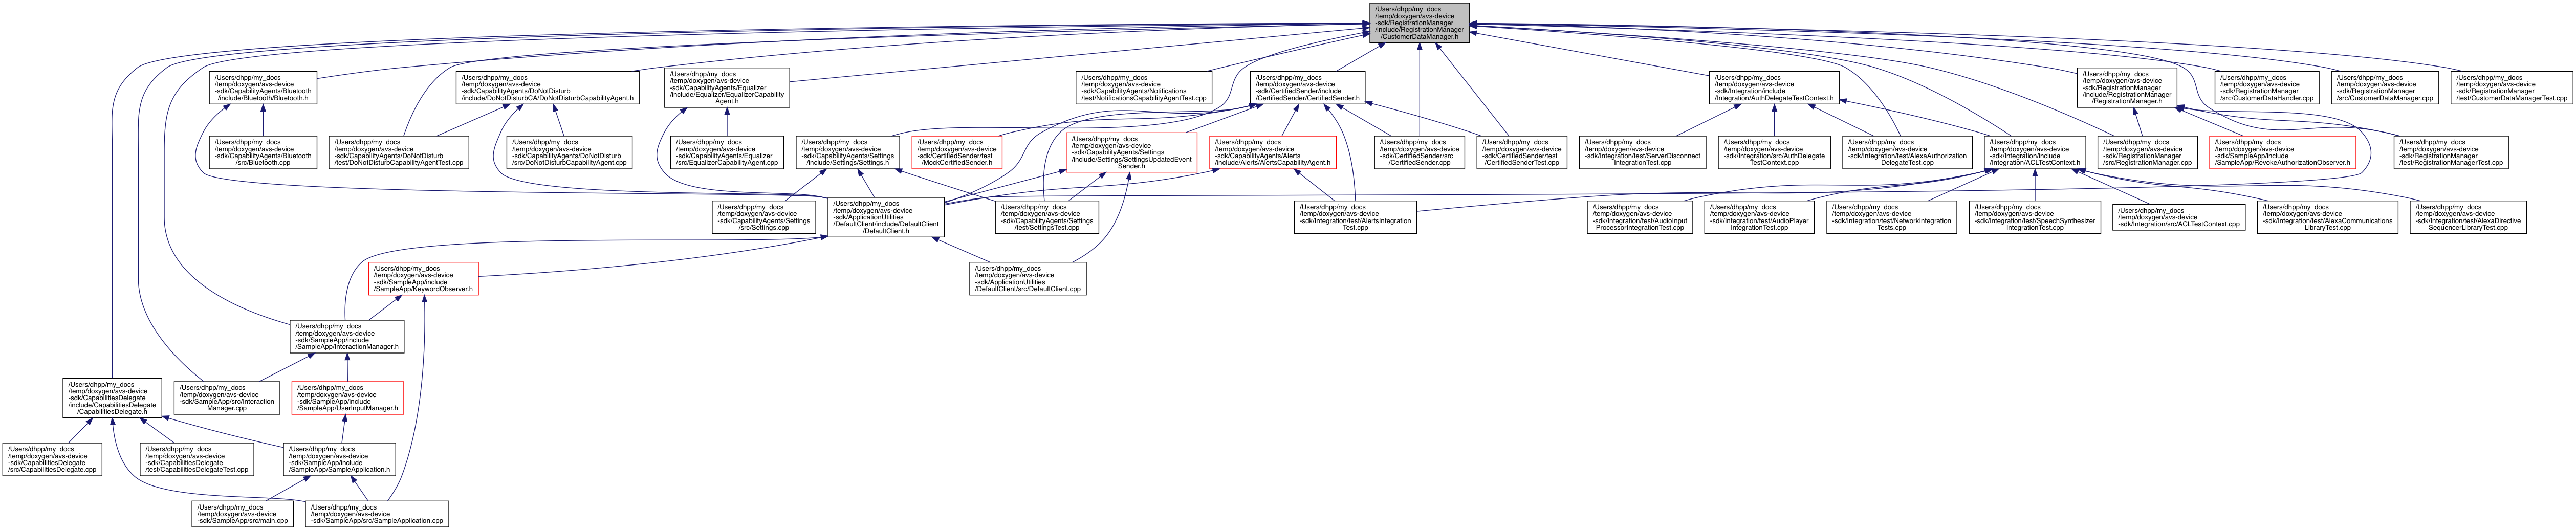 /Users/dhpp/my_docs
/temp/doxygen/avs-device
-sdk/RegistrationManager
/include/RegistrationManager
/CustomerDataManager.h
/Users/dhpp/my_docs
/temp/doxygen/avs-device
-sdk/CapabilityAgents/Bluetooth
/include/Bluetooth/Bluetooth.h
/Users/dhpp/my_docs
/temp/doxygen/avs-device
-sdk/CapabilityAgents/DoNotDisturb
/include/DoNotDisturbCA/DoNotDisturbCapabilityAgent.h
/Users/dhpp/my_docs
/temp/doxygen/avs-device
-sdk/CapabilityAgents/Equalizer
/include/Equalizer/EqualizerCapability
Agent.h
/Users/dhpp/my_docs
/temp/doxygen/avs-device
-sdk/CapabilityAgents/Notifications
/test/NotificationsCapabilityAgentTest.cpp
/Users/dhpp/my_docs
/temp/doxygen/avs-device
-sdk/CertifiedSender/include
/CertifiedSender/CertifiedSender.h
/Users/dhpp/my_docs
/temp/doxygen/avs-device
-sdk/Integration/include
/Integration/AuthDelegateTestContext.h
/Users/dhpp/my_docs
/temp/doxygen/avs-device
-sdk/RegistrationManager
/include/RegistrationManager
/RegistrationManager.h
/Users/dhpp/my_docs
/temp/doxygen/avs-device
-sdk/RegistrationManager
/src/CustomerDataHandler.cpp
/Users/dhpp/my_docs
/temp/doxygen/avs-device
-sdk/RegistrationManager
/src/CustomerDataManager.cpp
/Users/dhpp/my_docs
/temp/doxygen/avs-device
-sdk/RegistrationManager
/test/CustomerDataManagerTest.cpp
/Users/dhpp/my_docs
/temp/doxygen/avs-device
-sdk/CapabilityAgents/Bluetooth
/src/Bluetooth.cpp
/Users/dhpp/my_docs
/temp/doxygen/avs-device
-sdk/CapabilityAgents/DoNotDisturb
/test/DoNotDisturbCapabilityAgentTest.cpp
/Users/dhpp/my_docs
/temp/doxygen/avs-device
-sdk/CapabilityAgents/DoNotDisturb
/src/DoNotDisturbCapabilityAgent.cpp
/Users/dhpp/my_docs
/temp/doxygen/avs-device
-sdk/CapabilityAgents/Equalizer
/src/EqualizerCapabilityAgent.cpp
/Users/dhpp/my_docs
/temp/doxygen/avs-device
-sdk/CapabilityAgents/Settings
/include/Settings/Settings.h
/Users/dhpp/my_docs
/temp/doxygen/avs-device
-sdk/CertifiedSender/test
/MockCertifiedSender.h
/Users/dhpp/my_docs
/temp/doxygen/avs-device
-sdk/CapabilityAgents/Settings
/include/Settings/SettingsUpdatedEvent
Sender.h
/Users/dhpp/my_docs
/temp/doxygen/avs-device
-sdk/CapabilityAgents/Alerts
/include/Alerts/AlertsCapabilityAgent.h
/Users/dhpp/my_docs
/temp/doxygen/avs-device
-sdk/CertifiedSender/src
/CertifiedSender.cpp
/Users/dhpp/my_docs
/temp/doxygen/avs-device
-sdk/CertifiedSender/test
/CertifiedSenderTest.cpp
/Users/dhpp/my_docs
/temp/doxygen/avs-device
-sdk/Integration/test/ServerDisconnect
IntegrationTest.cpp
/Users/dhpp/my_docs
/temp/doxygen/avs-device
-sdk/Integration/src/AuthDelegate
TestContext.cpp
/Users/dhpp/my_docs
/temp/doxygen/avs-device
-sdk/Integration/test/AlexaAuthorization
DelegateTest.cpp
/Users/dhpp/my_docs
/temp/doxygen/avs-device
-sdk/Integration/include
/Integration/ACLTestContext.h
/Users/dhpp/my_docs
/temp/doxygen/avs-device
-sdk/RegistrationManager
/src/RegistrationManager.cpp
/Users/dhpp/my_docs
/temp/doxygen/avs-device
-sdk/SampleApp/include
/SampleApp/RevokeAuthorizationObserver.h
/Users/dhpp/my_docs
/temp/doxygen/avs-device
-sdk/RegistrationManager
/test/RegistrationManagerTest.cpp
/Users/dhpp/my_docs
/temp/doxygen/avs-device
-sdk/CapabilityAgents/Settings
/src/Settings.cpp
/Users/dhpp/my_docs
/temp/doxygen/avs-device
-sdk/ApplicationUtilities
/DefaultClient/include/DefaultClient
/DefaultClient.h
/Users/dhpp/my_docs
/temp/doxygen/avs-device
-sdk/CapabilityAgents/Settings
/test/SettingsTest.cpp
/Users/dhpp/my_docs
/temp/doxygen/avs-device
-sdk/Integration/test/AlertsIntegration
Test.cpp
/Users/dhpp/my_docs
/temp/doxygen/avs-device
-sdk/Integration/test/AudioInput
ProcessorIntegrationTest.cpp
/Users/dhpp/my_docs
/temp/doxygen/avs-device
-sdk/Integration/test/AudioPlayer
IntegrationTest.cpp
/Users/dhpp/my_docs
/temp/doxygen/avs-device
-sdk/Integration/test/NetworkIntegration
Tests.cpp
/Users/dhpp/my_docs
/temp/doxygen/avs-device
-sdk/Integration/test/SpeechSynthesizer
IntegrationTest.cpp
/Users/dhpp/my_docs
/temp/doxygen/avs-device
-sdk/Integration/src/ACLTestContext.cpp
/Users/dhpp/my_docs
/temp/doxygen/avs-device
-sdk/Integration/test/AlexaCommunications
LibraryTest.cpp
/Users/dhpp/my_docs
/temp/doxygen/avs-device
-sdk/Integration/test/AlexaDirective
SequencerLibraryTest.cpp
/Users/dhpp/my_docs
/temp/doxygen/avs-device
-sdk/SampleApp/include
/SampleApp/KeywordObserver.h
/Users/dhpp/my_docs
/temp/doxygen/avs-device
-sdk/ApplicationUtilities
/DefaultClient/src/DefaultClient.cpp
/Users/dhpp/my_docs
/temp/doxygen/avs-device
-sdk/SampleApp/include
/SampleApp/InteractionManager.h
/Users/dhpp/my_docs
/temp/doxygen/avs-device
-sdk/CapabilitiesDelegate
/include/CapabilitiesDelegate
/CapabilitiesDelegate.h
/Users/dhpp/my_docs
/temp/doxygen/avs-device
-sdk/SampleApp/src/Interaction
Manager.cpp
/Users/dhpp/my_docs
/temp/doxygen/avs-device
-sdk/SampleApp/include
/SampleApp/UserInputManager.h
/Users/dhpp/my_docs
/temp/doxygen/avs-device
-sdk/CapabilitiesDelegate
/src/CapabilitiesDelegate.cpp
/Users/dhpp/my_docs
/temp/doxygen/avs-device
-sdk/CapabilitiesDelegate
/test/CapabilitiesDelegateTest.cpp
/Users/dhpp/my_docs
/temp/doxygen/avs-device
-sdk/SampleApp/include
/SampleApp/SampleApplication.h
/Users/dhpp/my_docs
/temp/doxygen/avs-device
-sdk/SampleApp/src/main.cpp
/Users/dhpp/my_docs
/temp/doxygen/avs-device
-sdk/SampleApp/src/SampleApplication.cpp